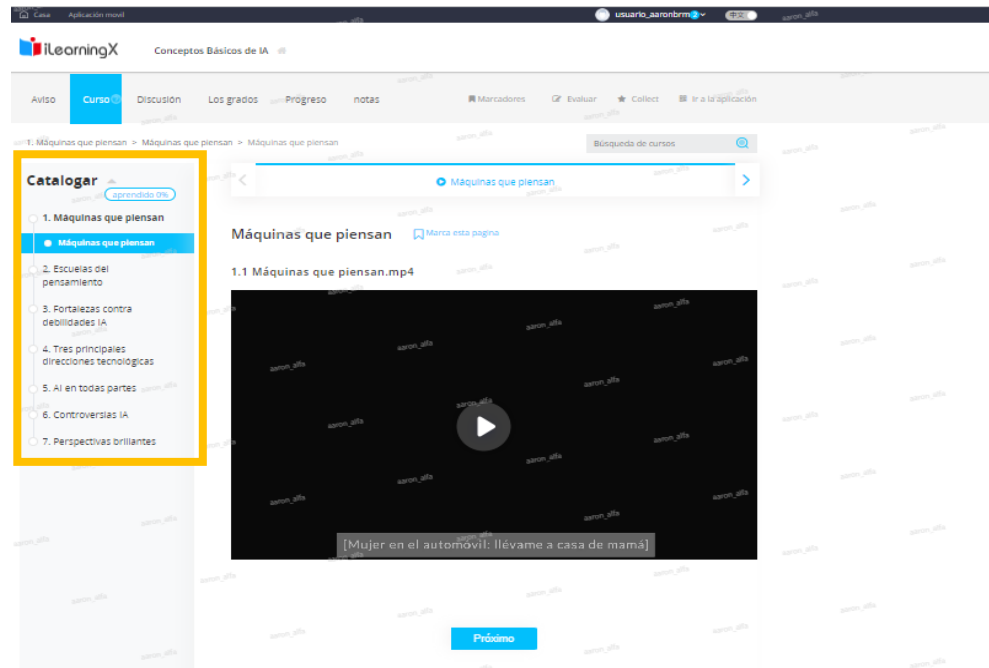 Casa Aplicación movil usuario_aaronbrm 2 中文
iLearningX Conceptos Básicos de IA
Aviso Curso Discusión Los grados Progreso notas Marcadores Evaluar Collect Ir a la aplicación
1. Máquinas que piensan > Máquinas que piensan > Máquinas que piensan
Búsqueda de cursos
Catalogar
aprendido 0%
1. Máquinas que piensan
Máquinas que piensan
2. Escuelas del
pensamiento
3. Fortalezas contra
debilidades IA
4. Tres principales
direcciones tecnológicas
5. AI en todas partes
6. Controversias IA
7. Perspectivas brillantes
Máquinas que piensan
Máquinas que piensan Marca esta pagina
1.1 Máquinas que piensan.mp4
aaron_alfa
[Mujer en el automóvil: llévame a casa de mamá]
Próximo